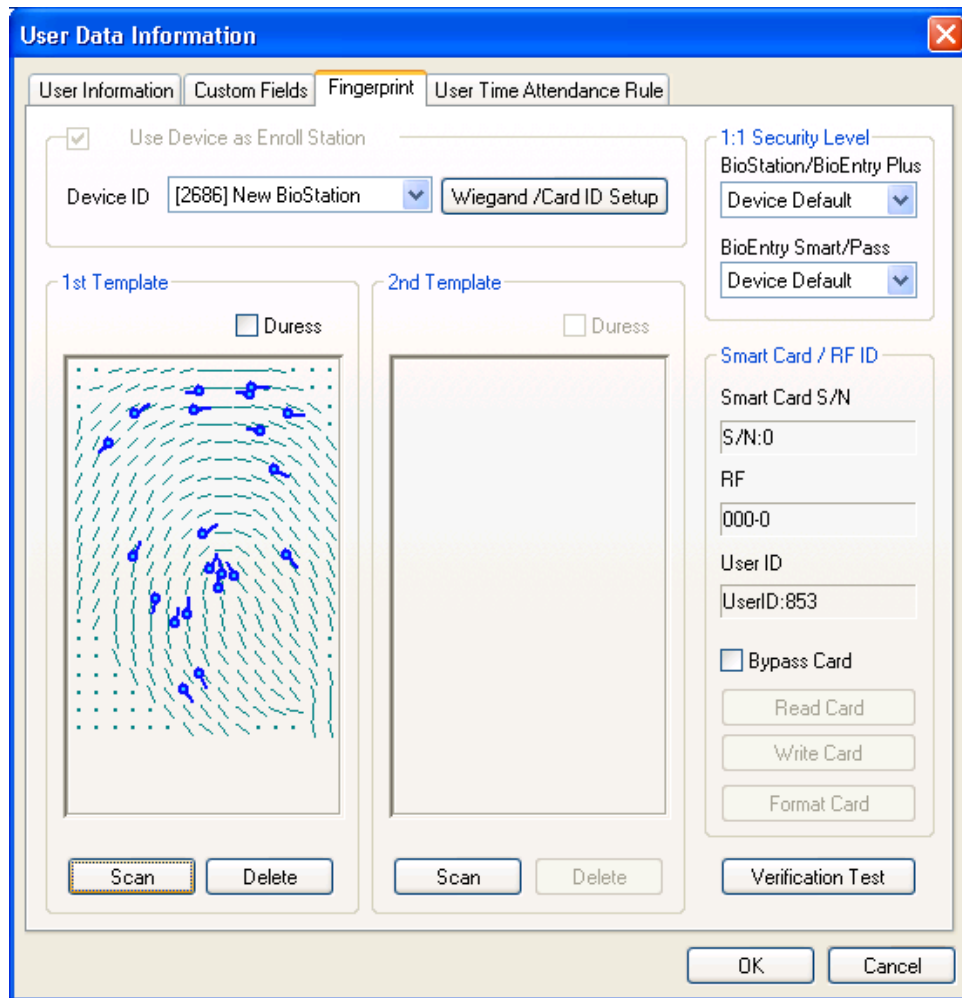 User Data Information
User Information
Custom Fields
Fingerprint
User Time Attendance Rule
Use Device as Enroll Station
Device ID
[2686] New BioStation
Wiegand /Card ID Setup
1:1 Security Level
BioStation/BioEntry Plus
Device Default
BioEntry Smart/Pass
Device Default
1st Template
Duress
Scan
Delete
2nd Template
Duress
Scan
Delete
Smart Card / RF ID
Smart Card S/N
S/N:0
RF
000-0
User ID
UserID:853
Bypass Card
Read Card
Write Card
Format Card
Verification Test
OK
Cancel